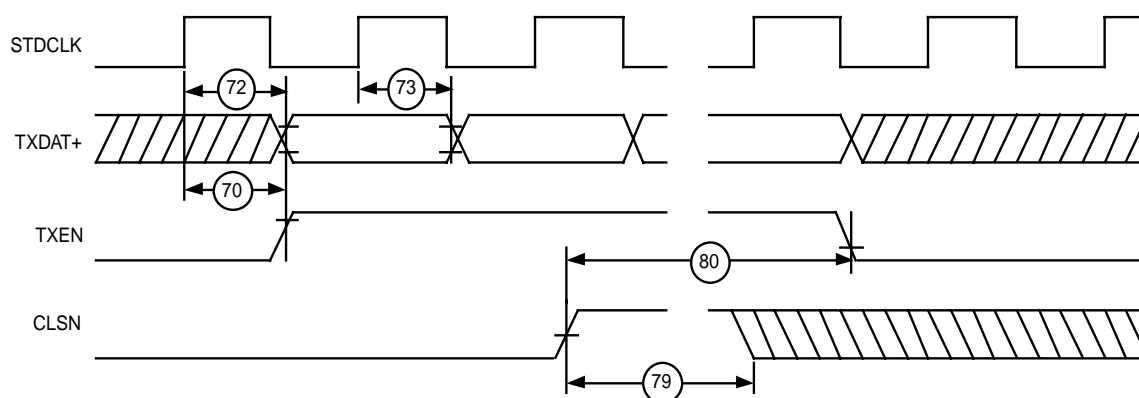 STDCLK
72
73
TXDAT+
70
TXEN
80
CLSN
79